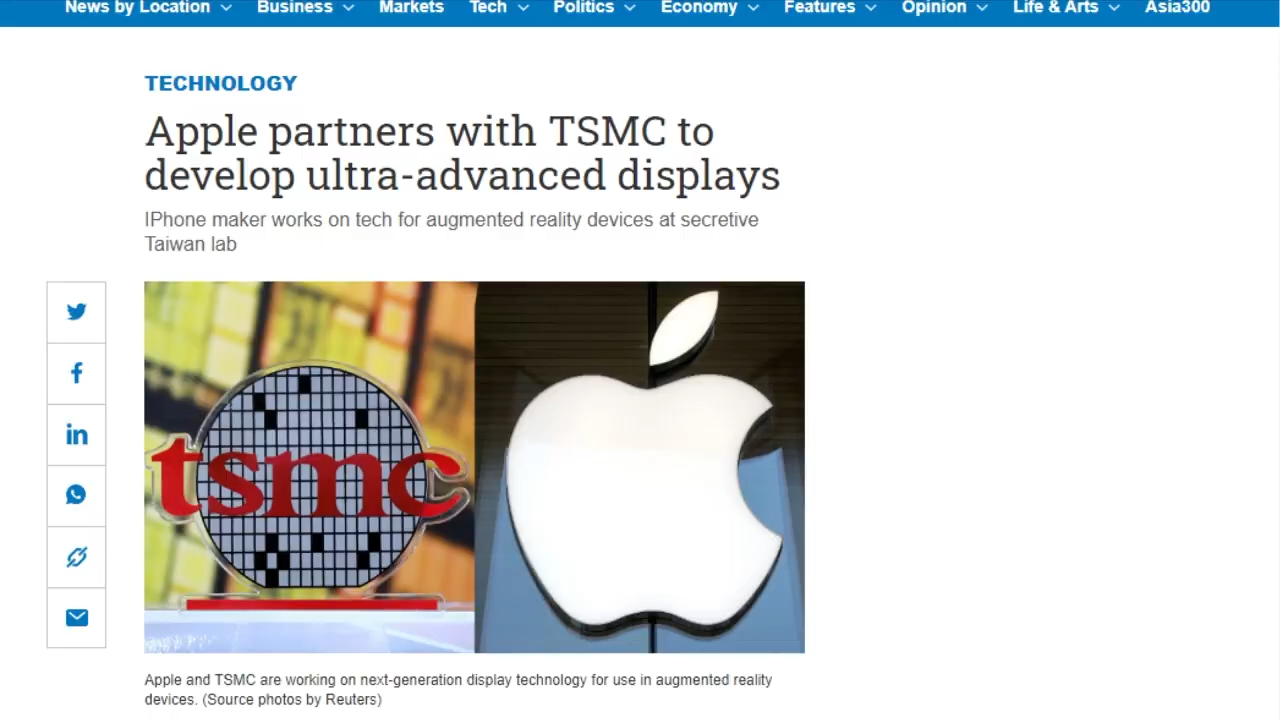 News by Location Business Markets Tech Politics Economy Features Opinion Life & Arts Asia300
TECHNOLOGY
Apple partners with TSMC to
develop ultra-advanced displays
IPhone maker works on tech for augmented reality devices at secretive
Taiwan lab
tsmc
Apple and TSMC are working on next-generation display technology for use in augmented reality
devices. (Source photos by Reuters)